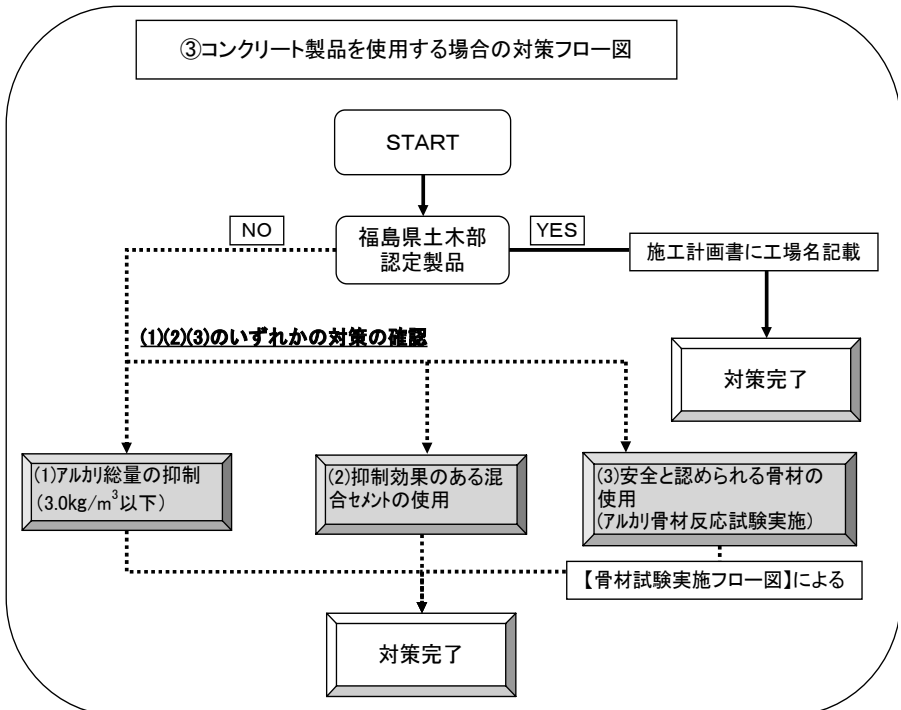 ③コンクリート製品を使用する場合の対策フロー図
START
NO
福島県土木部
認定製品
YES
施工計画書に工場名記載
(1)(2)(3)のいずれかの対策の確認
対策完了
(1)アルカリ総量の抑制
(3.0kg/m³以下)
(2)抑制効果のある混
合セメントの使用
(3)安全と認められる骨材の
使用
(アルカリ骨材反応試験実施)
【骨材試験実施フロー図】による
対策完了